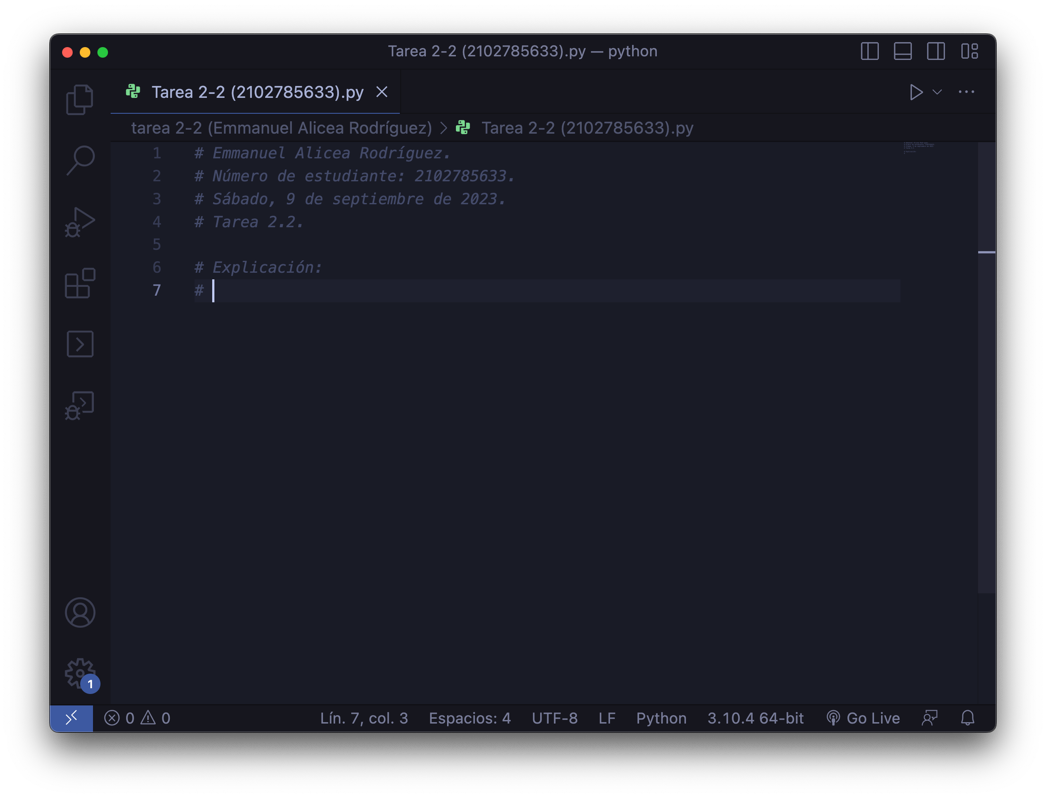 Tarea 2-2 (2102785633).py — python
Tarea 2-2 (2102785633).py
tarea 2-2 (Emmanuel Alicea Rodríguez) > Tarea 2-2 (2102785633).py
1 # Emmanuel Alicea Rodríguez.
2 # Número de estudiante: 2102785633.
3 # Sábado, 9 de septiembre de 2023.
4 # Tarea 2.2.
5
6 # Explicación:
7 #
1
0 0 Lín. 7, col. 3 Espacios: 4 UTF-8 LF Python 3.10.4 64-bit Go Live